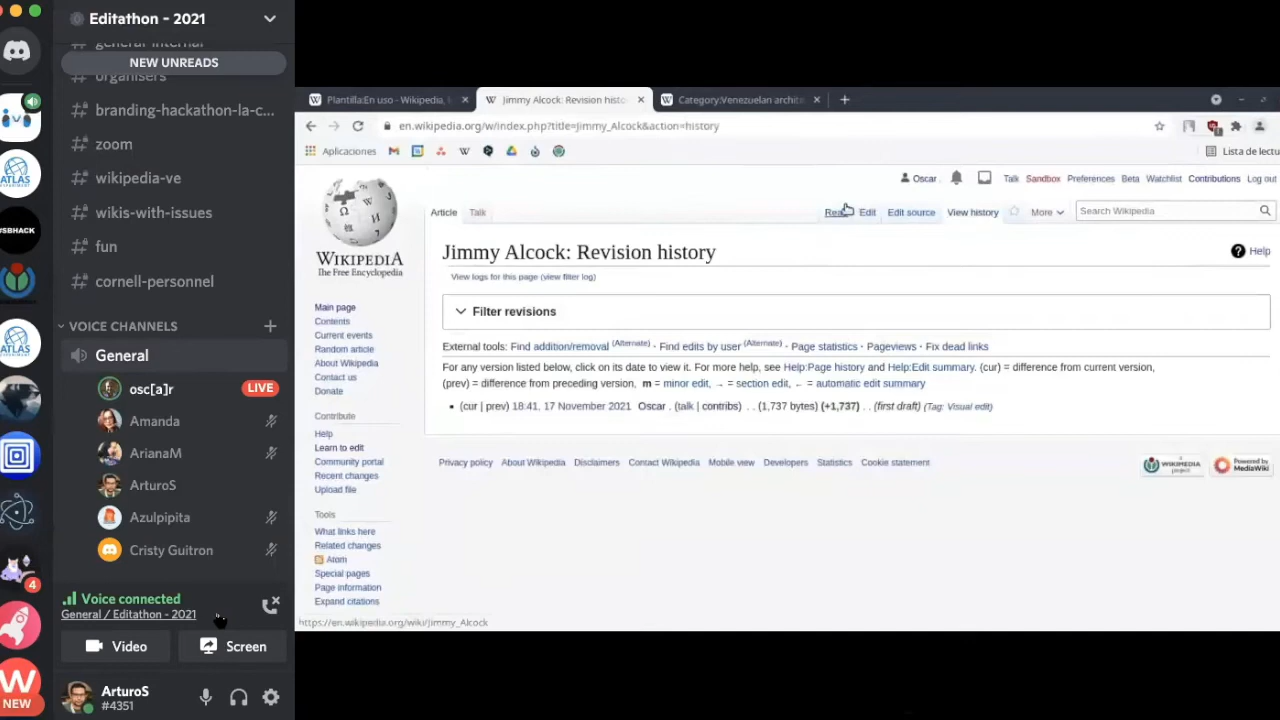 Editathon - 2021
general-internal
NEW UNREADS
organisers
branding-hackathon-la-c...
zoom
wikipedia-ve
wikis-with-issues
fun
cornell-personnel
VOICE CHANNELS
General
osc[a]r LIVE
Amanda
ArianaM
ArturoS
Azulpipita
Cristy Guitron
Voice connected
General / Editathon - 2021
Video Screen
ArturoS
#4351
ATLAS
#SBHACK
ATLAS
4
W
NEW
Plantilla:En uso - Wikipedia, Jimmy Alcock: Revision histo Category:Venezuelan archite
en.wikipedia.org/w/index.php?title=Jimmy_Alcock&action=history
Aplicaciones Lista de lectu
Oscar Talk Sandbox Preferences Beta Watchlist Contributions Log out
Article Talk Read Edit Edit source View history More Search Wikipedia
WIKIPEDIA
The Free Encyclopedia
Jimmy Alcock: Revision history Help
View logs for this page (view filter log)
Filter revisions
External tools: Find addition/removal (Alternate) · Find edits by user (Alternate) · Page statistics · Pageviews · Fix dead links
For any version listed below, click on its date to view it. For more help, see Help:Page history and Help:Edit summary. (cur) = difference from current version,
(prev) = difference from preceding version, m = minor edit, → = section edit, ← = automatic edit summary
(cur | prev) 18:41, 17 November 2021 Oscar . (talk | contribs) . . (1,737 bytes) (+1,737) . . (first draft) (Tag: Visual edit)
Main page
Contents
Current events
Random article
About Wikipedia
Contact us
Donate
Contribute
Help
Learn to edit
Community portal
Recent changes
Upload file
Tools
What links here
Related changes
Atom
Special pages
Page information
Expand citations
Privacy policy About Wikipedia Disclaimers Contact Wikipedia Mobile view Developers Statistics Cookie statement
WIKIMEDIA project
Powered by MediaWiki
https://en.wikipedia.org/wiki/Jimmy_Alcock